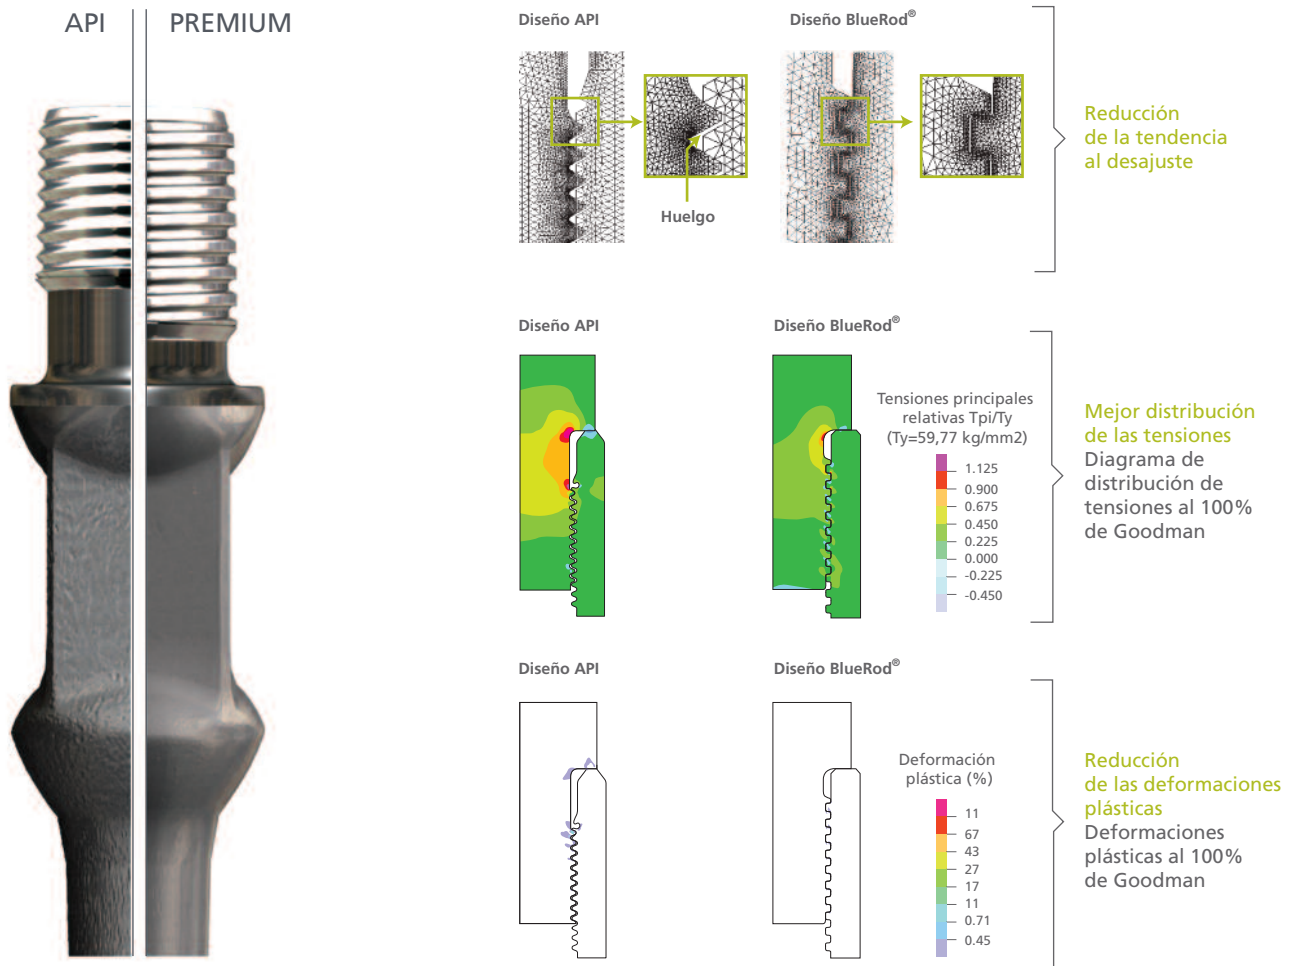 API
PREMIUM
Diseño API
Diseño BlueRod®
Huelgo
Reducción
de la tendencia
al desajuste
Diseño API
Diseño BlueRod®
Tensiones principales
relativas Tpi/Ty
(Ty=59,77 kg/mm2)
1.125
0.900
0.675
0.450
0.225
0.000
-0.225
-0.450
Mejor distribución
de las tensiones
Diagrama de
distribución de
tensiones al 100%
de Goodman
Diseño API
Diseño BlueRod®
Deformación
plástica (%)
11
67
43
27
17
11
0.71
0.45
Reducción
de las deformaciones
plásticas
Deformaciones
plásticas al 100%
de Goodman